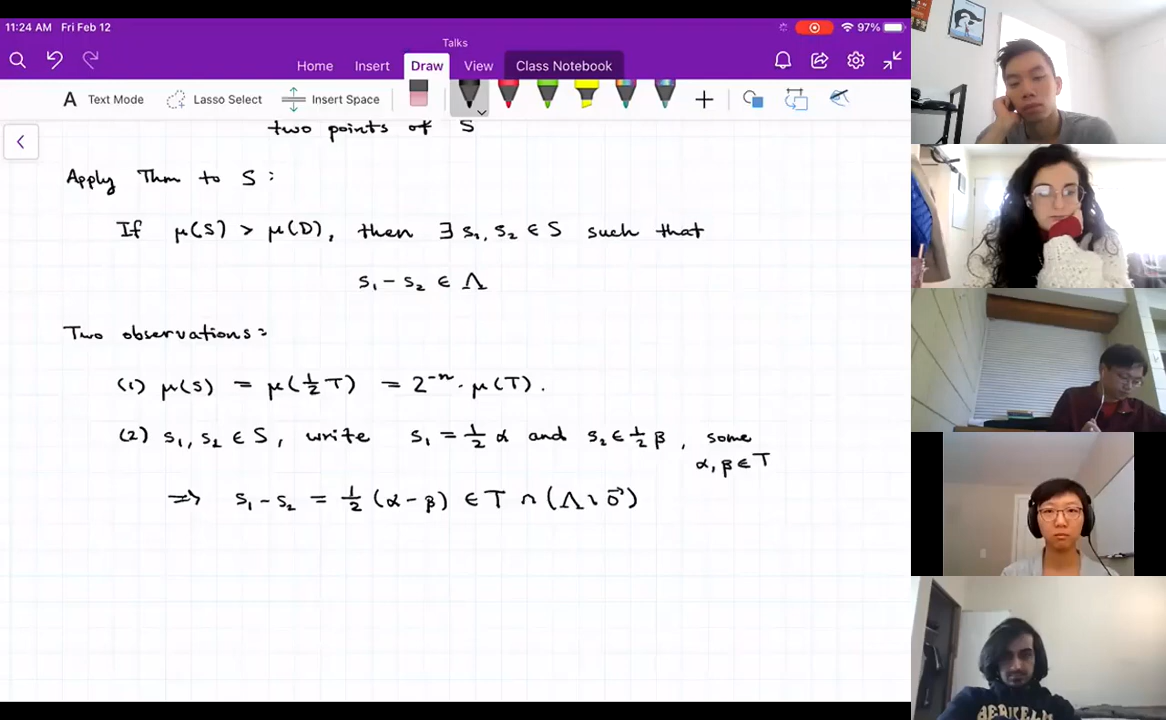 11:24 AM Fri Feb 12
97%
Talks
Home Insert Draw View Class Notebook
A Text Mode Lasso Select Insert Space
two points of S
Apply Thm to S :
If μ(S) > μ(D), then ∃ s₁, s₂ ∈ S such that
s₁ - s₂ ∈ Λ
Two observations:
(1) μ(S) = μ(½T) = 2⁻ⁿ · μ(T).
(2) s₁, s₂ ∈ S, write s₁ = ½ α and s₂ ∈ ½ β, some
α, β ∈ T
⇒ s₁ - s₂ = ½ (α - β) ∈ T ∩ (Λ \ 0⃗)
BERKELEY